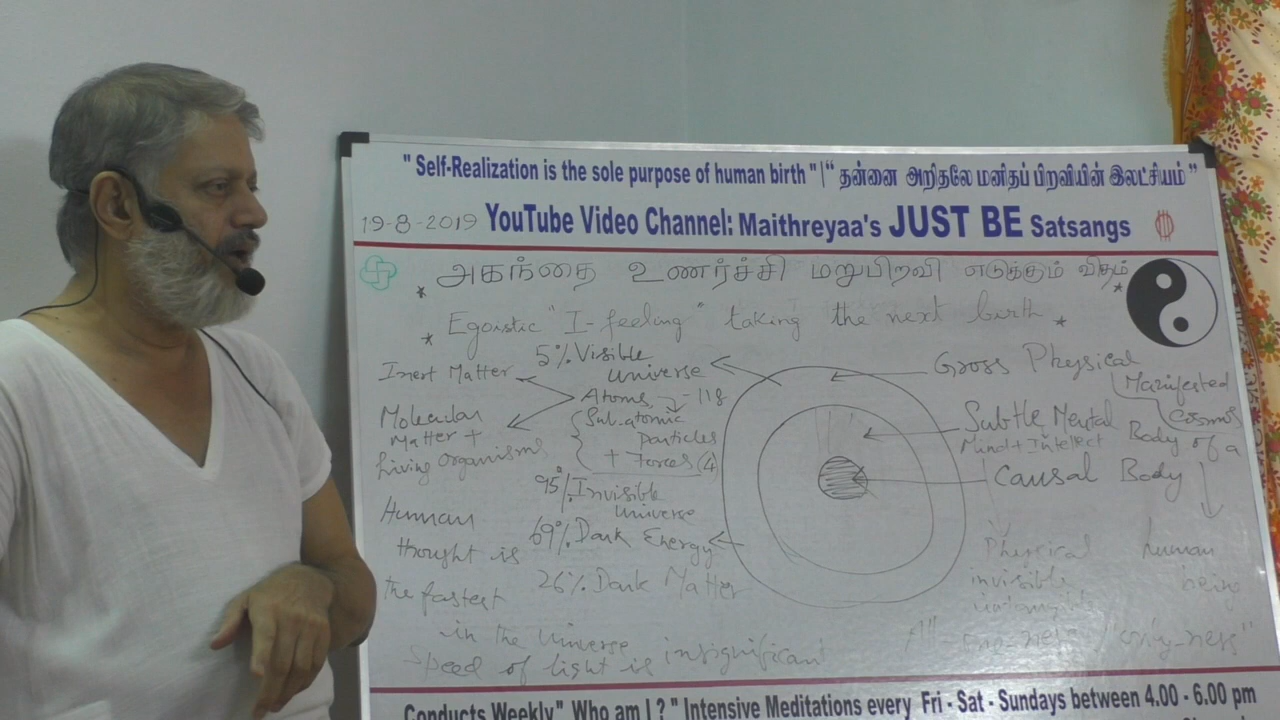 " Self-Realization is the sole purpose of human birth " | “ தன்னை அறிதலே மனிதப் பிறவியின் இலட்சியம் ”
19-8-2019 YouTube Video Channel: Maithreyaa's JUST BE Satsangs
* அகந்தை உணர்ச்சி மறுபிறவி எடுக்கும் விதம் *
* Egoistic "I-feeling" taking the next birth *
Inert Matter
Molecular
Matter +
Living Organisms
Human
thought is
the fastest
in the Universe
Speed of light is insignificant
5% Visible
Universe
Atoms - 118
Sub-atomic
Particles
+ Forces (4)
95% Invisible
Universe
69% Dark Energy
26% Dark Matter
Gross Physical
Manifested
Cosmos
Subtle Mental
Mind + Intellect
Body of a
Causal Body
Physical
invisible
intangible
human
being
"only-ness"
Conducts Weekly " Who am I ? " Intensive Meditations every Fri - Sat - Sundays between 4.00 - 6.00 pm